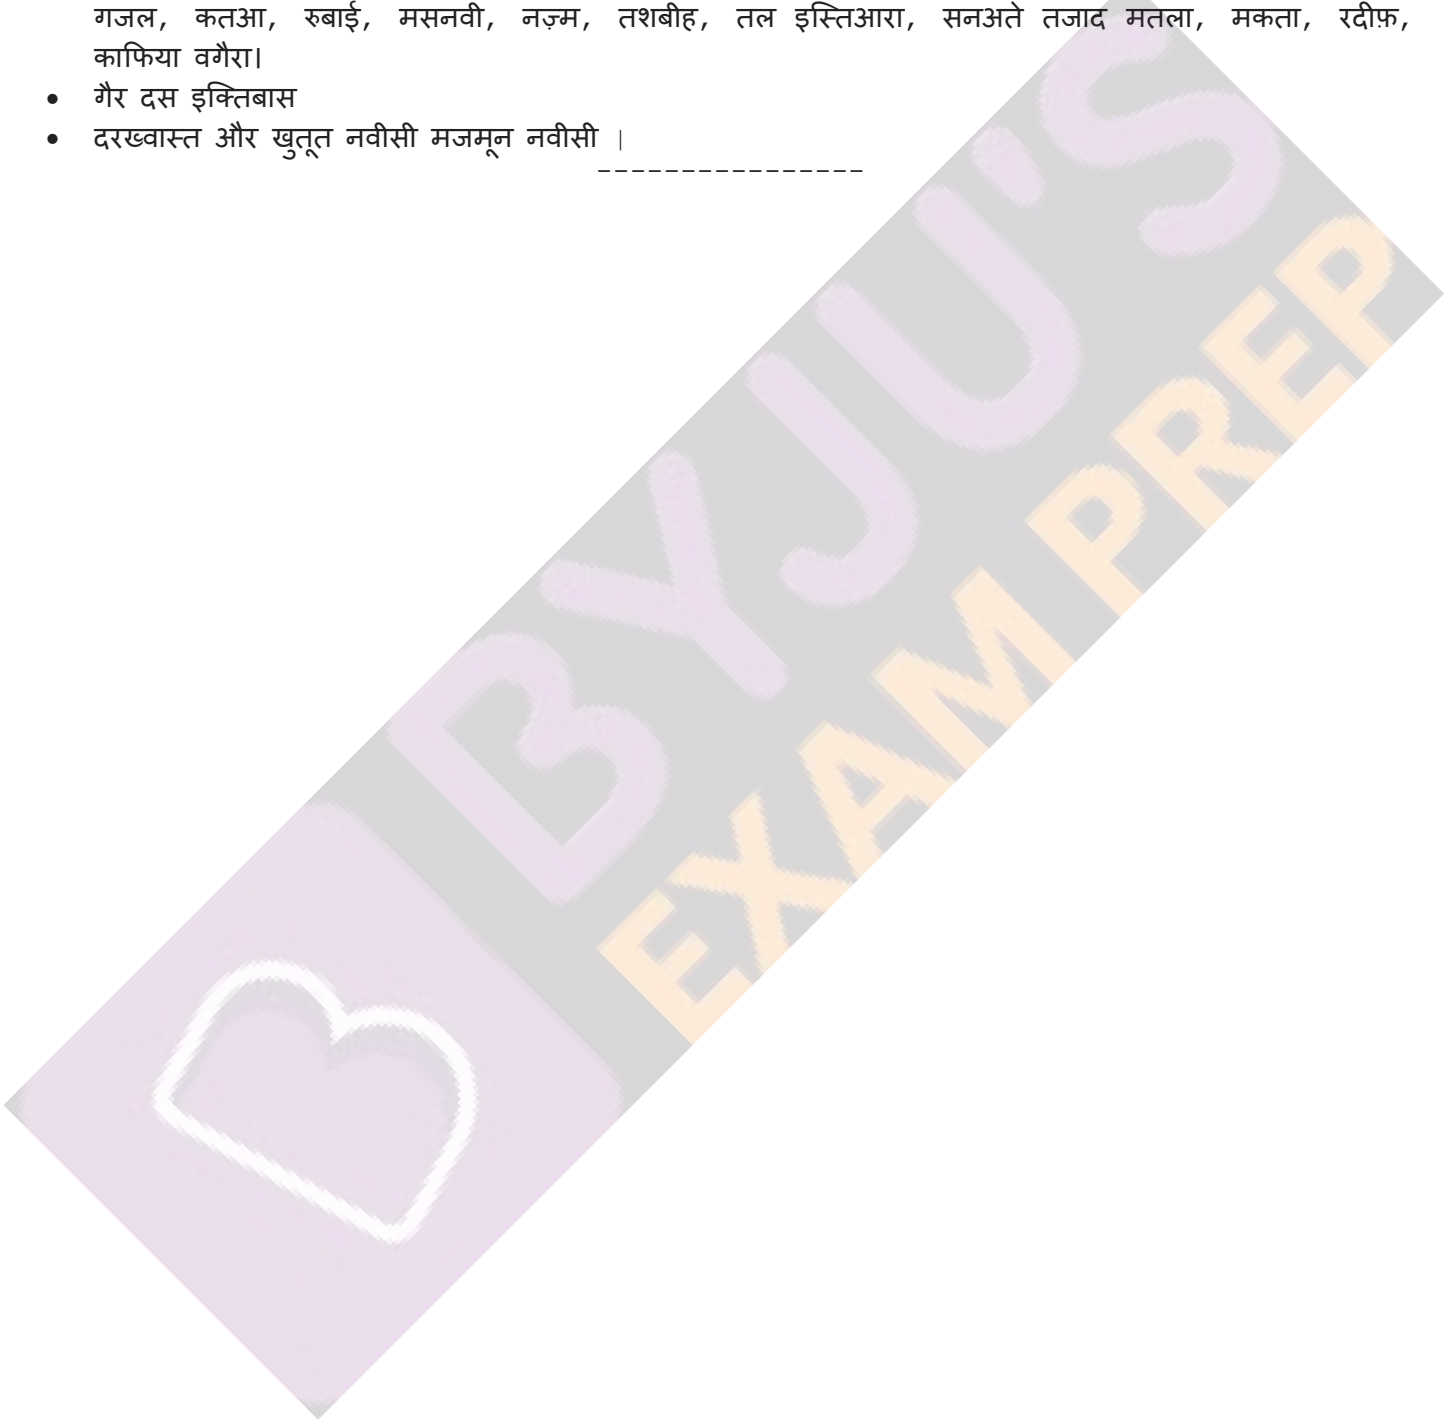 गजल, कतआ, रुबाई, मसनवी, नज़्म, तशबीह, तल इस्तिआरा, सनअते तजाद मतला, मकता, रदीफ़,
काफिया वगैरा।
• गैर दस इक्तिबास
• दरख्वास्त और खुतूत नवीसी मजमून नवीसी |
----------------
BYJU'S
EXAM PREP